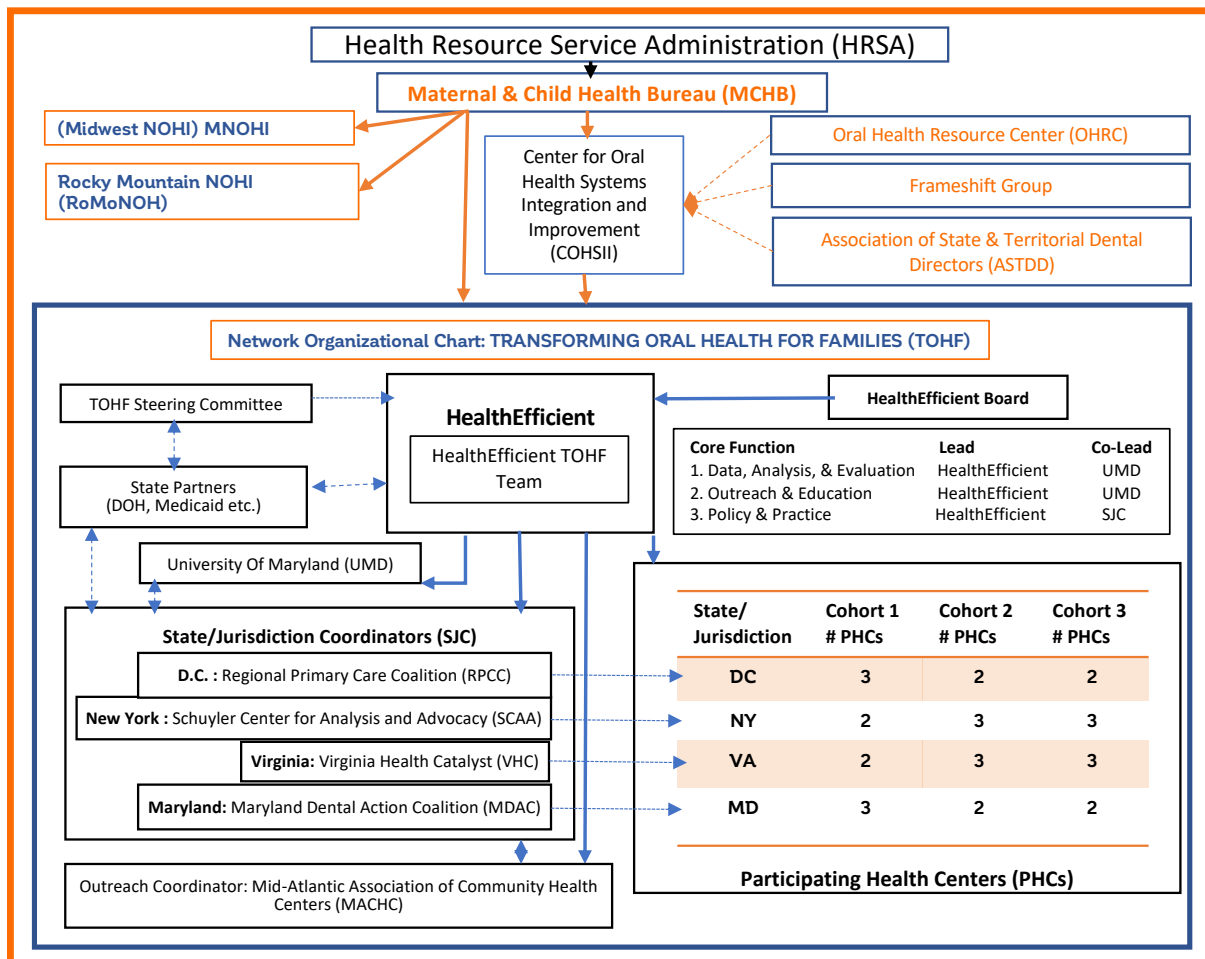 Health Resource Service Administration (HRSA)
Maternal & Child Health Bureau (MCHB)
(Midwest NOHI) MNOHI
Rocky Mountain NOHI
(RoMoNOH)
Center for Oral
Health Systems
Integration and
Improvement
(COHSII)
Oral Health Resource Center (OHRC)
Frameshift Group
Association of State & Territorial Dental
Directors (ASTDD)
Network Organizational Chart: TRANSFORMING ORAL HEALTH FOR FAMILIES (TOHF)
TOHF Steering Committee
HealthEfficient
HealthEfficient TOHF
Team
HealthEfficient Board
State Partners
(DOH, Medicaid etc.)
Core Function Lead Co-Lead
1. Data, Analysis, & Evaluation HealthEfficient UMD
2. Outreach & Education HealthEfficient UMD
3. Policy & Practice HealthEfficient SJC
University Of Maryland (UMD)
State/Jurisdiction Coordinators (SJC)
D.C. : Regional Primary Care Coalition (RPCC)
New York : Schuyler Center for Analysis and Advocacy (SCAA)
Virginia: Virginia Health Catalyst (VHC)
Maryland: Maryland Dental Action Coalition (MDAC)
Outreach Coordinator: Mid-Atlantic Association of Community Health
Centers (MACHC)
State/ Cohort 1 Cohort 2 Cohort 3
Jurisdiction # PHCs # PHCs # PHCs
DC 3 2 2
NY 2 3 3
VA 2 3 3
MD 3 2 2
Participating Health Centers (PHCs)